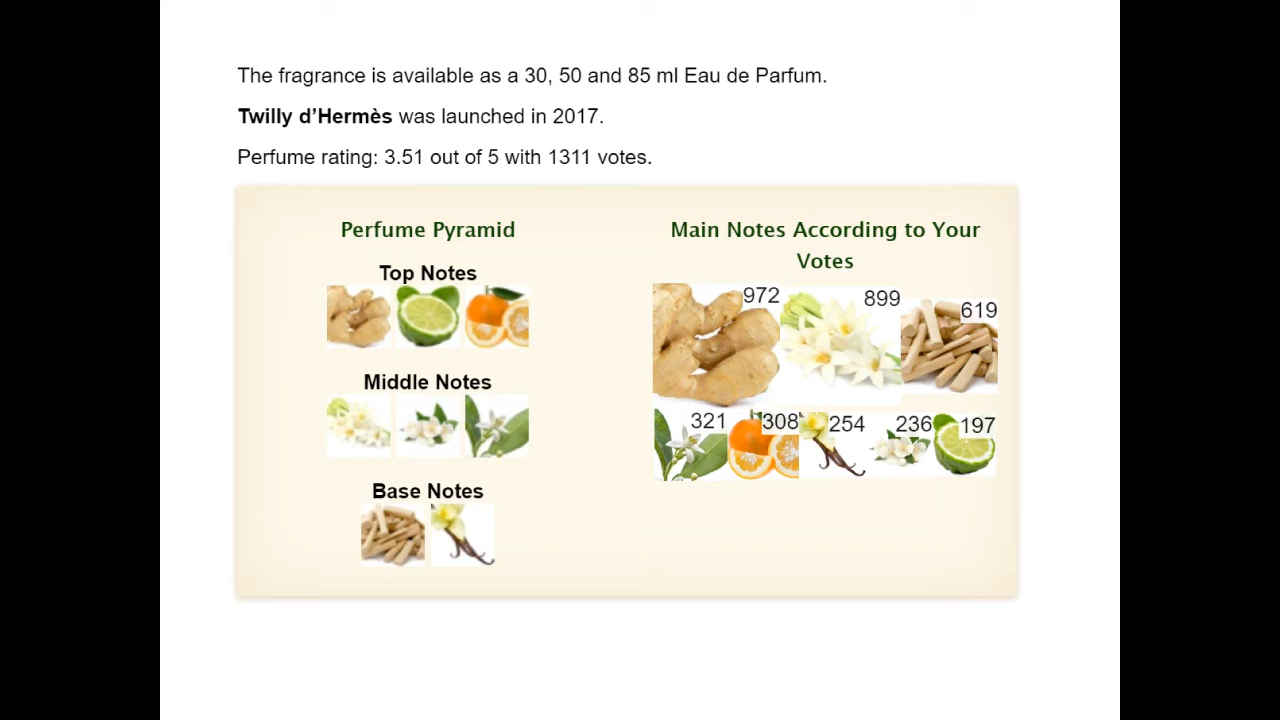 The fragrance is available as a 30, 50 and 85 ml Eau de Parfum.
Twilly d’Hermès was launched in 2017.
Perfume rating: 3.51 out of 5 with 1311 votes.
Perfume Pyramid
Top Notes
Middle Notes
Base Notes
Main Notes According to Your
Votes
972 899 619
321 308 254 236 197